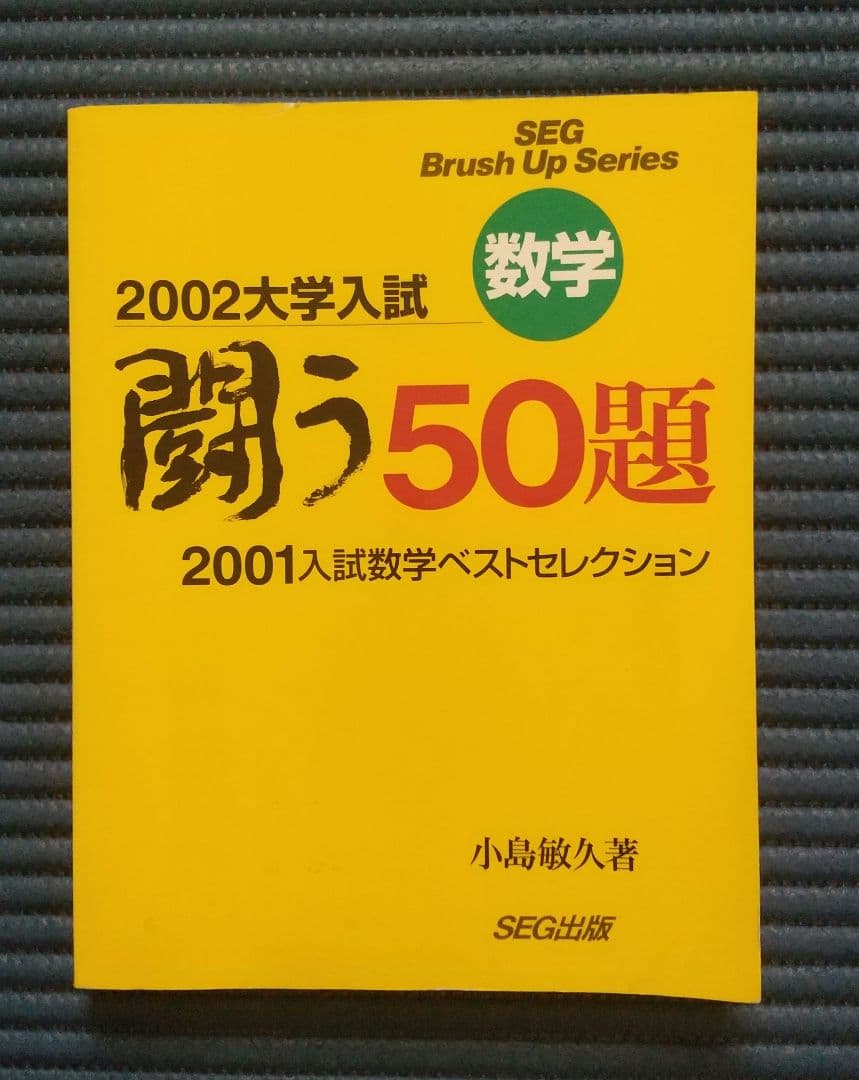 SEG
Brush Up Series
数学
2002大学入試
闘う50題
2001入試数学ベストセレクション
小島敏久著
SEG出版